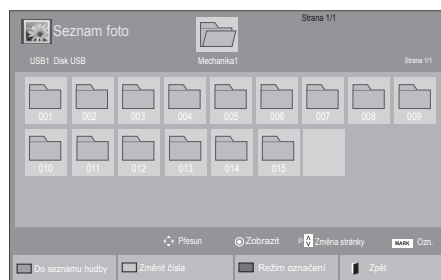 Strana 1/1
Seznam foto
USB1 Disk USB
Mechanika1
Strana 1/1
001 002 003 004 005 006 007 008 009
010 011 012 013 014 015
Přesun Zobrazit P Změna stránky MARK Ozn.
Do seznamu hudby Změnit čísla Režim označení Zpět